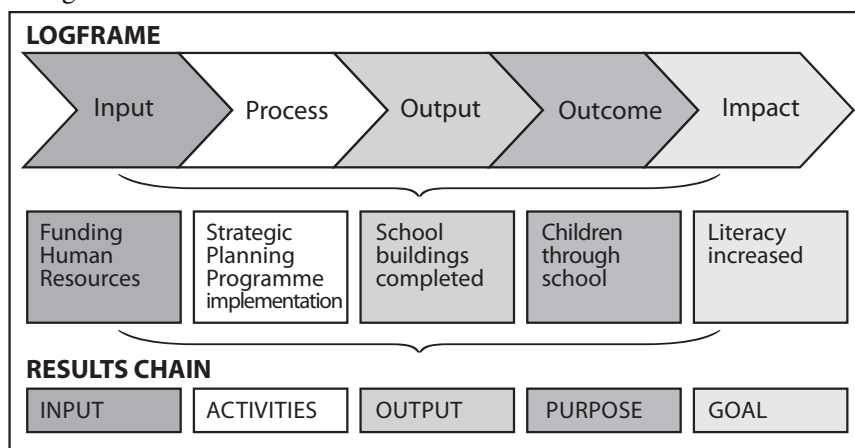 LOGFRAME
Input
Process
Output
Outcome
Impact
Funding
Human
Resources
Strategic
Planning
Programme
implementation
School
buildings
completed
Children
through
school
Literacy
increased
RESULTS CHAIN
INPUT
ACTIVITIES
OUTPUT
PURPOSE
GOAL